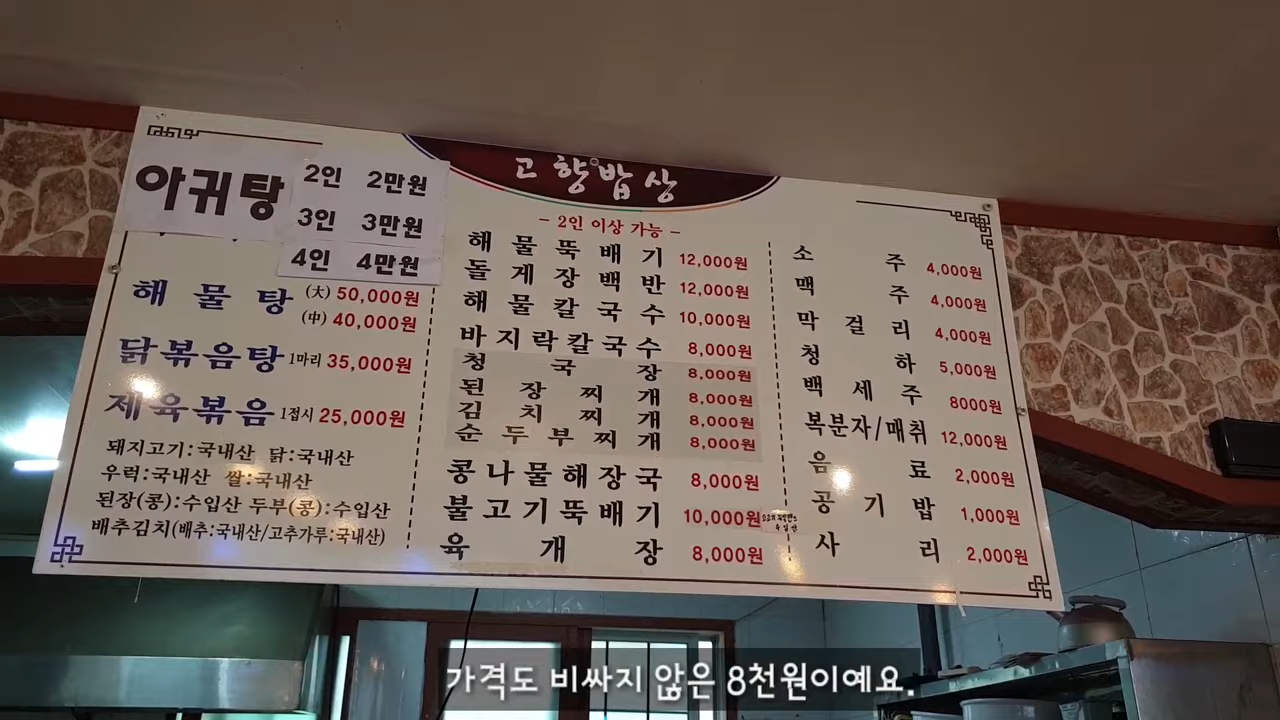 고향밥상
아귀탕
2인 2만원
3인 3만원
4인 4만원
해물탕 (大) 50,000원
(中) 40,000원
닭볶음탕 1마리 35,000원
제육볶음 1접시 25,000원
돼지고기:국내산 닭:국내산
우럭:국내산 쌀:국내산
된장(콩):수입산 두부(콩):수입산
배추김치(배추:국내산/고추가루:국내산)
- 2인 이상 가능 -
해물뚝배기 12,000원
돌게장백반 12,000원
해물칼국수 10,000원
바지락칼국수 8,000원
청국장 8,000원
된장찌개 8,000원
김치찌개 8,000원
순두부찌개 8,000원
콩나물해장국 8,000원
불고기뚝배기 10,000원
육개장 8,000원
소주 4,000원
맥주 4,000원
막걸리 4,000원
청하 5,000원
백세주 8000원
복분자/매취 12,000원
음료 2,000원
공기밥 1,000원
사리 2,000원
가격도 비싸지 않은 8천원이예요.